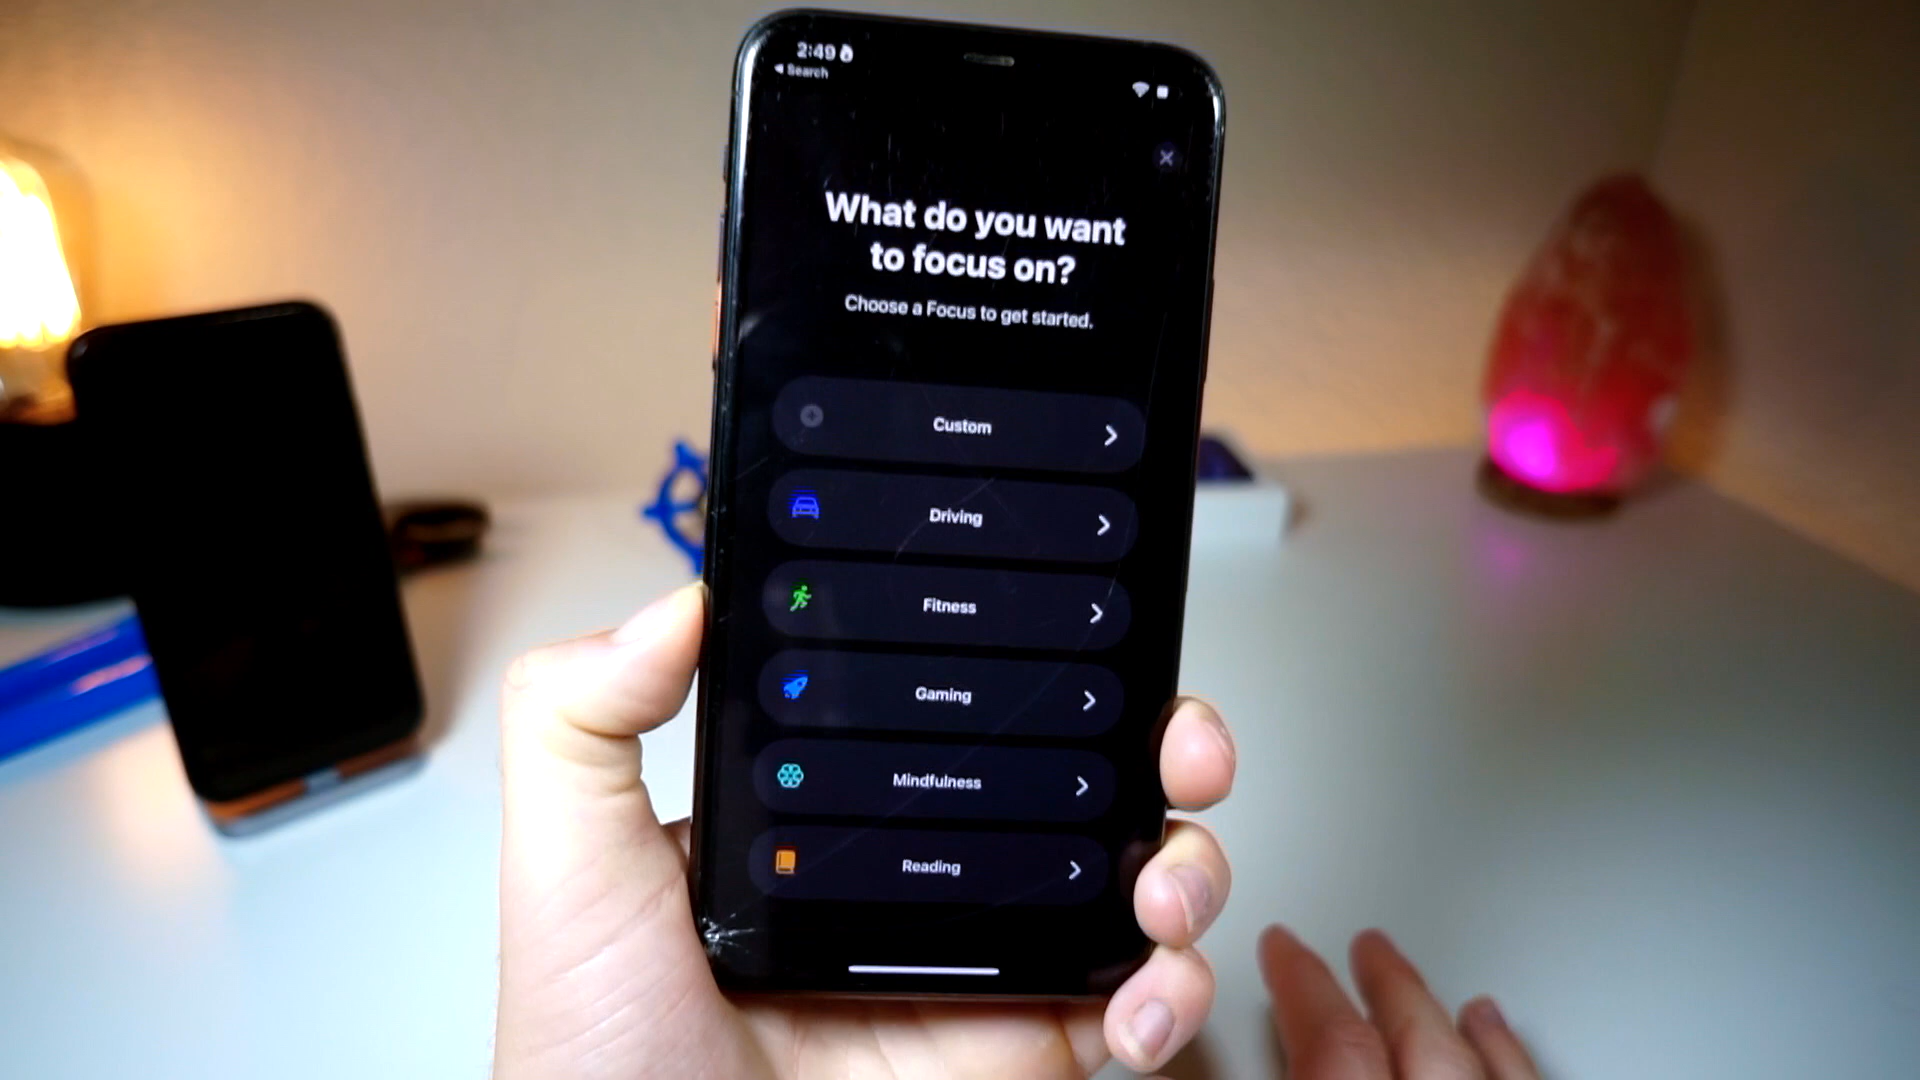 2:49
Search
What do you want
to focus on?
Choose a Focus to get started.
Custom
Driving
Fitness
Gaming
Mindfulness
Reading